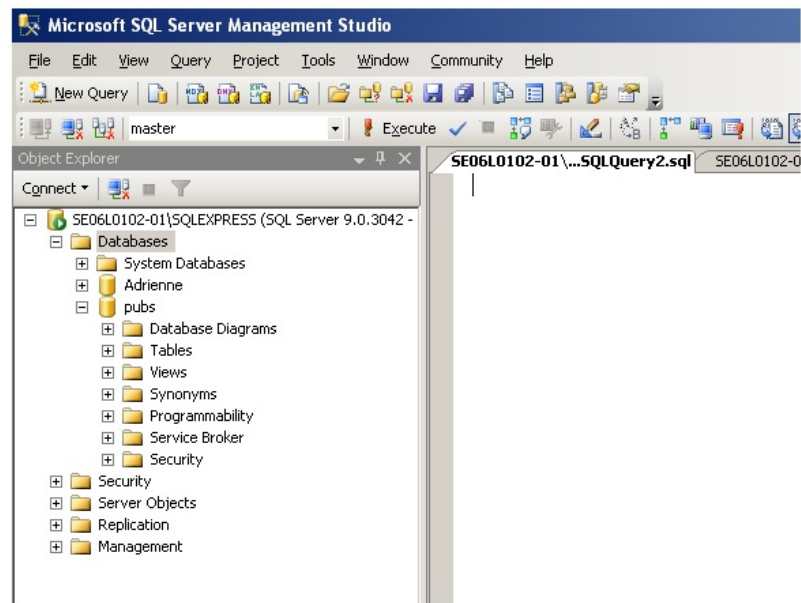 Microsoft SQL Server Management Studio
File Edit View Query Project Tools Window Community Help
New Query
master Execute
Object Explorer
SE06L0102-01\...SQLQuery2.sql SE06L0102-0
Connect
SE06L0102-01\SQLEXPRESS (SQL Server 9.0.3042 -
Databases
System Databases
Adrienne
pubs
Database Diagrams
Tables
Views
Synonyms
Programmability
Service Broker
Security
Security
Server Objects
Replication
Management